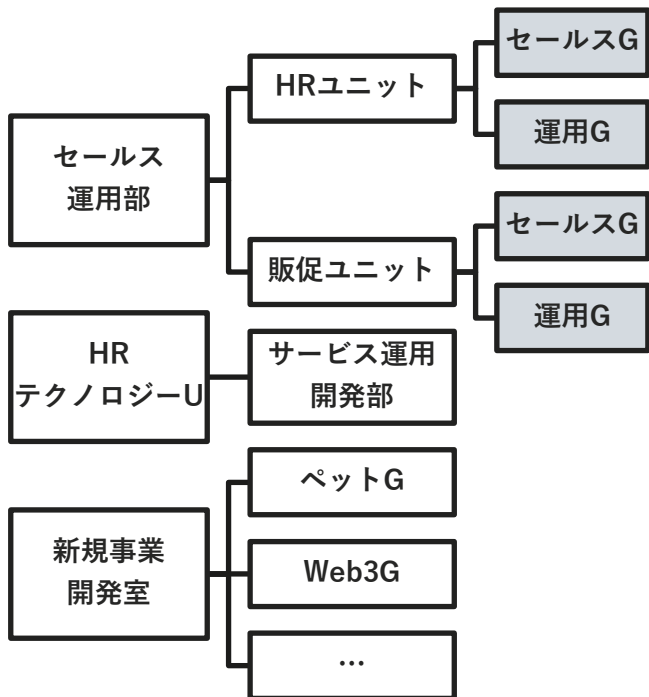 セールス
運用部
HRユニット
セールスG
運用G
販促ユニット
セールスG
運用G
HR
テクノロジーU
サービス運用
開発部
新規事業
開発室
ペットG
Web3G
…